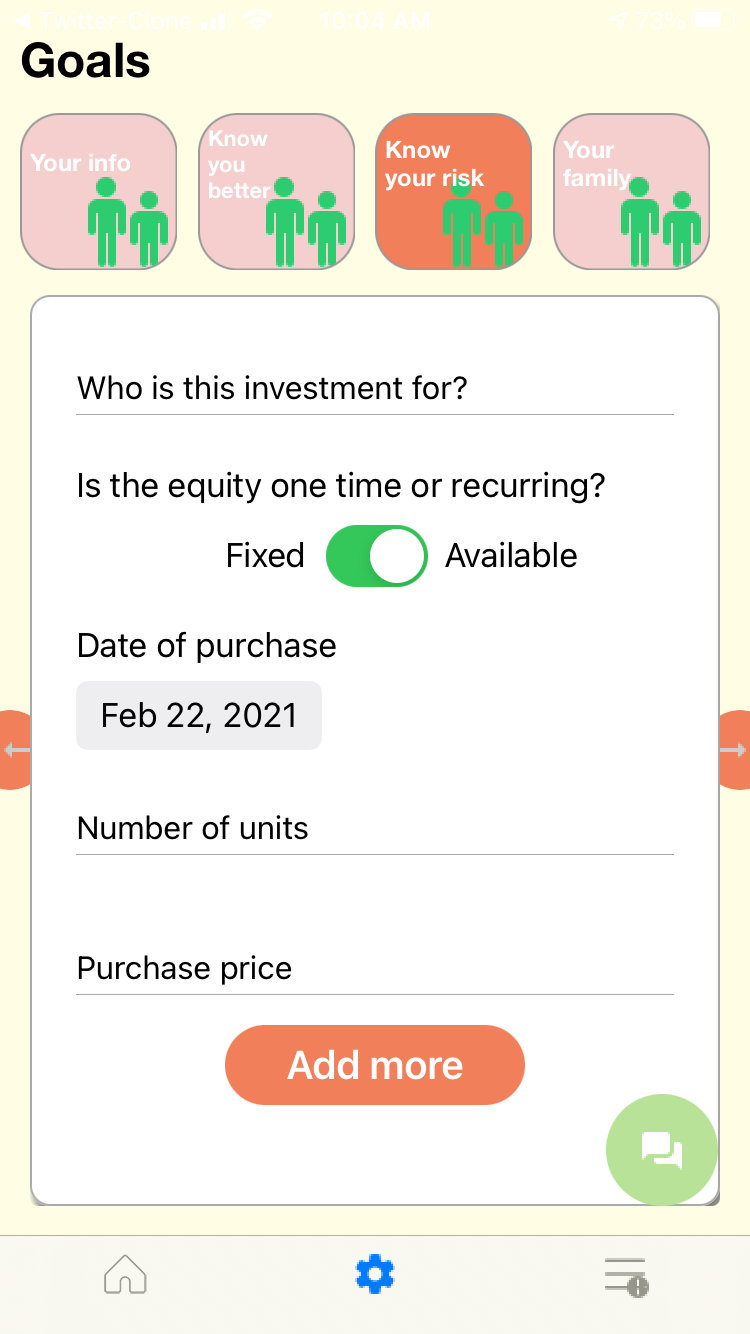 Twitter-Clone 10:04 AM 73%
Goals
Your info
Know
you
better
Know
your risk
Your
family
Who is this investment for?
Is the equity one time or recurring?
Fixed Available
Date of purchase
Feb 22, 2021
Number of units
Purchase price
Add more